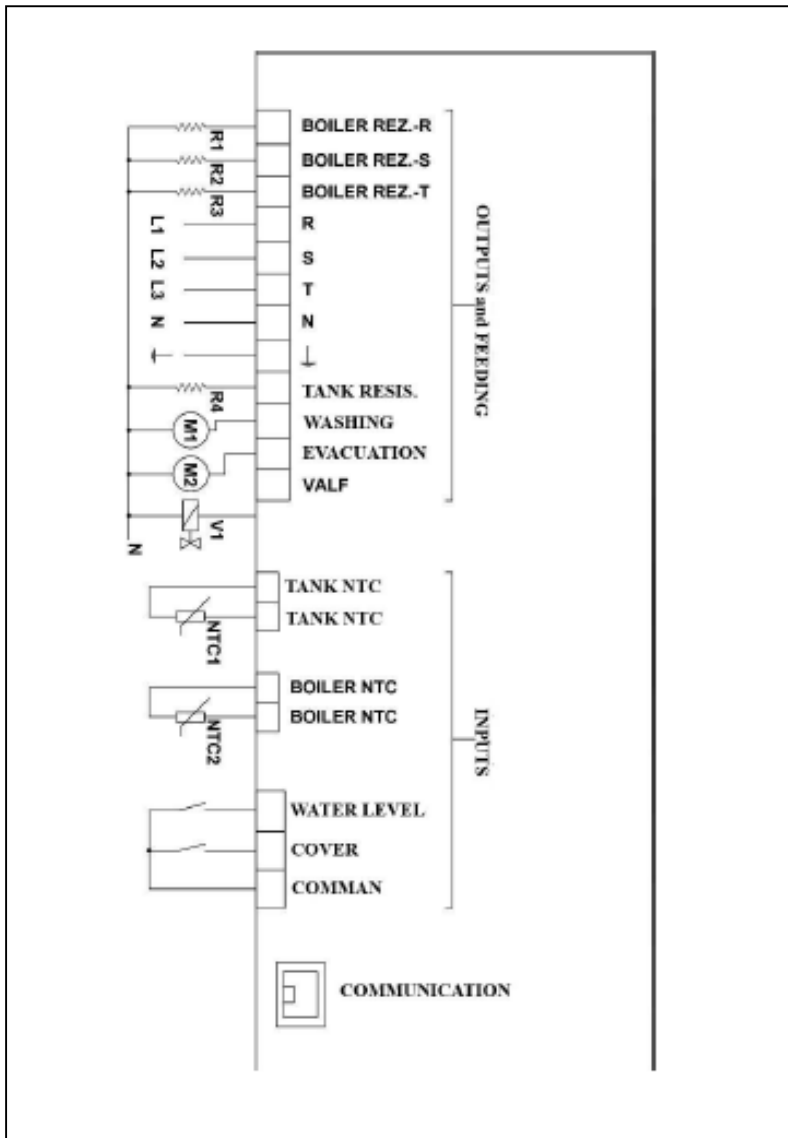 R1 BOILER REZ.-R
R2 BOILER REZ.-S
R3 BOILER REZ.-T
L1 R
L2 S
L3 T
N N
R4 TANK RESIS.
M1 WASHING
M2 EVACUATION
VALF
V1
N
OUTPUTS and FEEDING
TANK NTC
TANK NTC
NTC1
BOILER NTC
BOILER NTC
NTC2
INPUTS
WATER LEVEL
COVER
COMMAN
COMMUNICATION